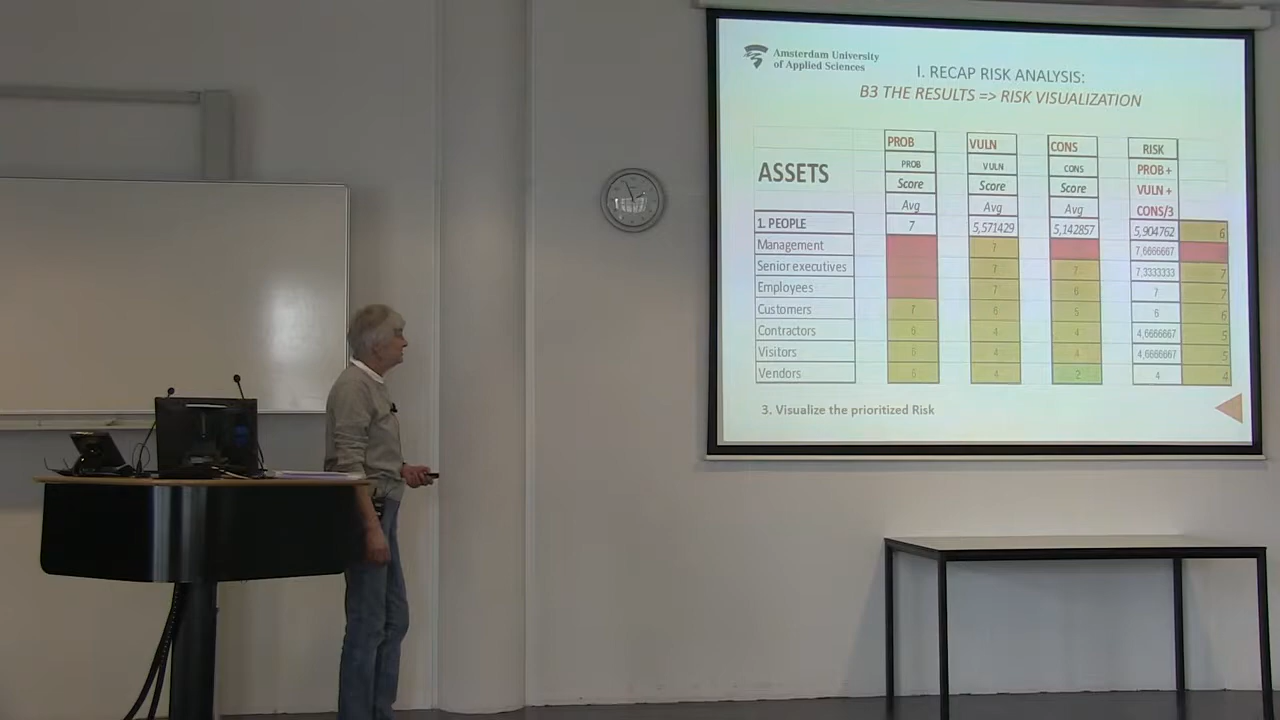 Amsterdam University
of Applied Sciences
I. RECAP RISK ANALYSIS:
B3 THE RESULTS => RISK VISUALIZATION
ASSETS
PROB VULN CONS RISK
PROB VULN CONS PROB +
Score Score Score VULN +
Avg Avg Avg CONS/3
1. PEOPLE 7 5,571429 5,142857 5,904762 6
Management 7 7,6666667
Senior executives 7 7 7,3333333 7
Employees 7 6 7 7
Customers 7 6 5 6 6
Contractors 6 4 4 4,6666667 5
Visitors 6 4 4 4,6666667 5
Vendors 6 4 2 4 4
3. Visualize the prioritized Risk